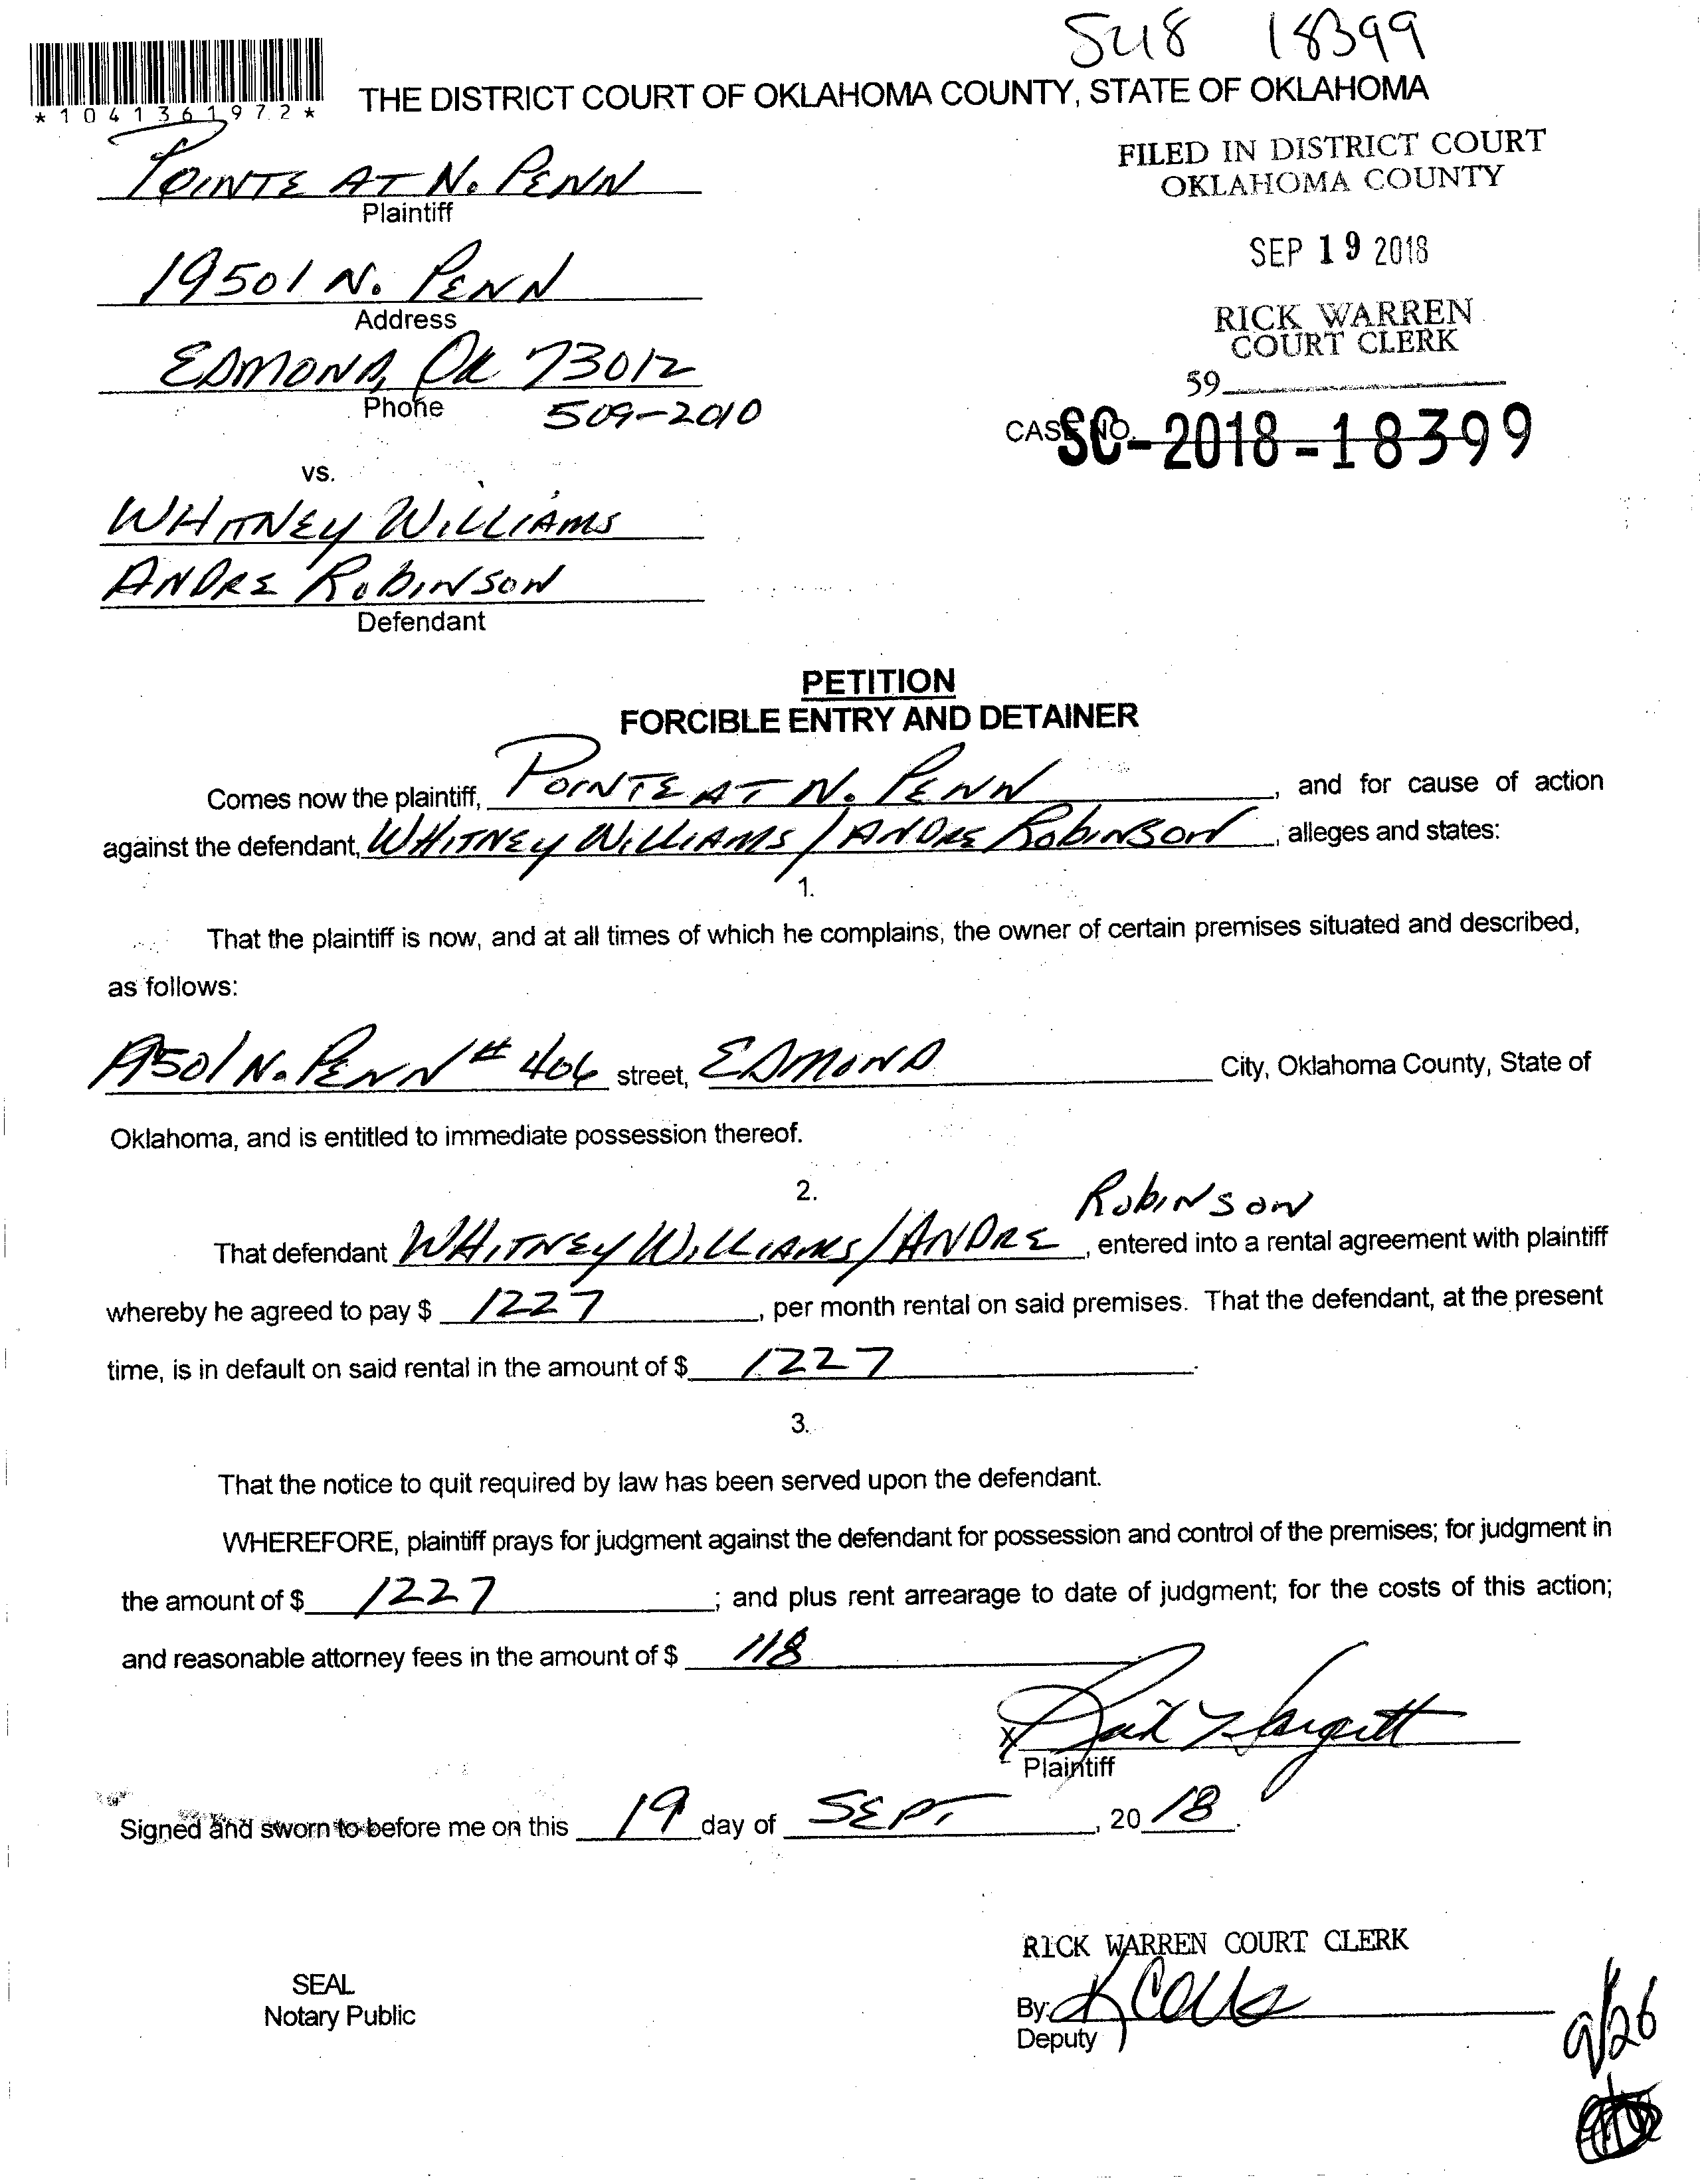 SC18 18399
*1041361972*
THE DISTRICT COURT OF OKLAHOMA COUNTY, STATE OF OKLAHOMA
FILED IN DISTRICT COURT
OKLAHOMA COUNTY
POINTE AT N. PENN
Plaintiff
SEP 19 2018
19501 N. PENN
Address
RICK WARREN
COURT CLERK
EDMOND, OK 73012
59
Phone 509-2010
CASE NO. SC-2018-18399
vs.
WHITNEY WILLIAMS
ANDRE ROBINSON
Defendant
PETITION
FORCIBLE ENTRY AND DETAINER
Comes now the plaintiff, POINTE AT N. PENN, and for cause of action
against the defendant, WHITNEY WILLIAMS / ANDRE ROBINSON, alleges and states:
1.
That the plaintiff is now, and at all times of which he complains, the owner of certain premises situated and described,
as follows:
19501 N. PENN # 406 street, EDMOND City, Oklahoma County, State of
Oklahoma, and is entitled to immediate possession thereof.
2.
ROBINSON
That defendant WHITNEY WILLIAMS / ANDRE, entered into a rental agreement with plaintiff
whereby he agreed to pay $ 1227, per month rental on said premises. That the defendant, at the present
time, is in default on said rental in the amount of $ 1227.
3.
That the notice to quit required by law has been served upon the defendant.
WHEREFORE, plaintiff prays for judgment against the defendant for possession and control of the premises; for judgment in
the amount of $ 1227; and plus rent arrearage to date of judgment; for the costs of this action;
and reasonable attorney fees in the amount of $ 118
X
Plaintiff
Signed and sworn to before me on this 19 day of SEPT, 20 18.
RICK WARREN COURT CLERK
SEAL
Notary Public
By:
Deputy
9/26